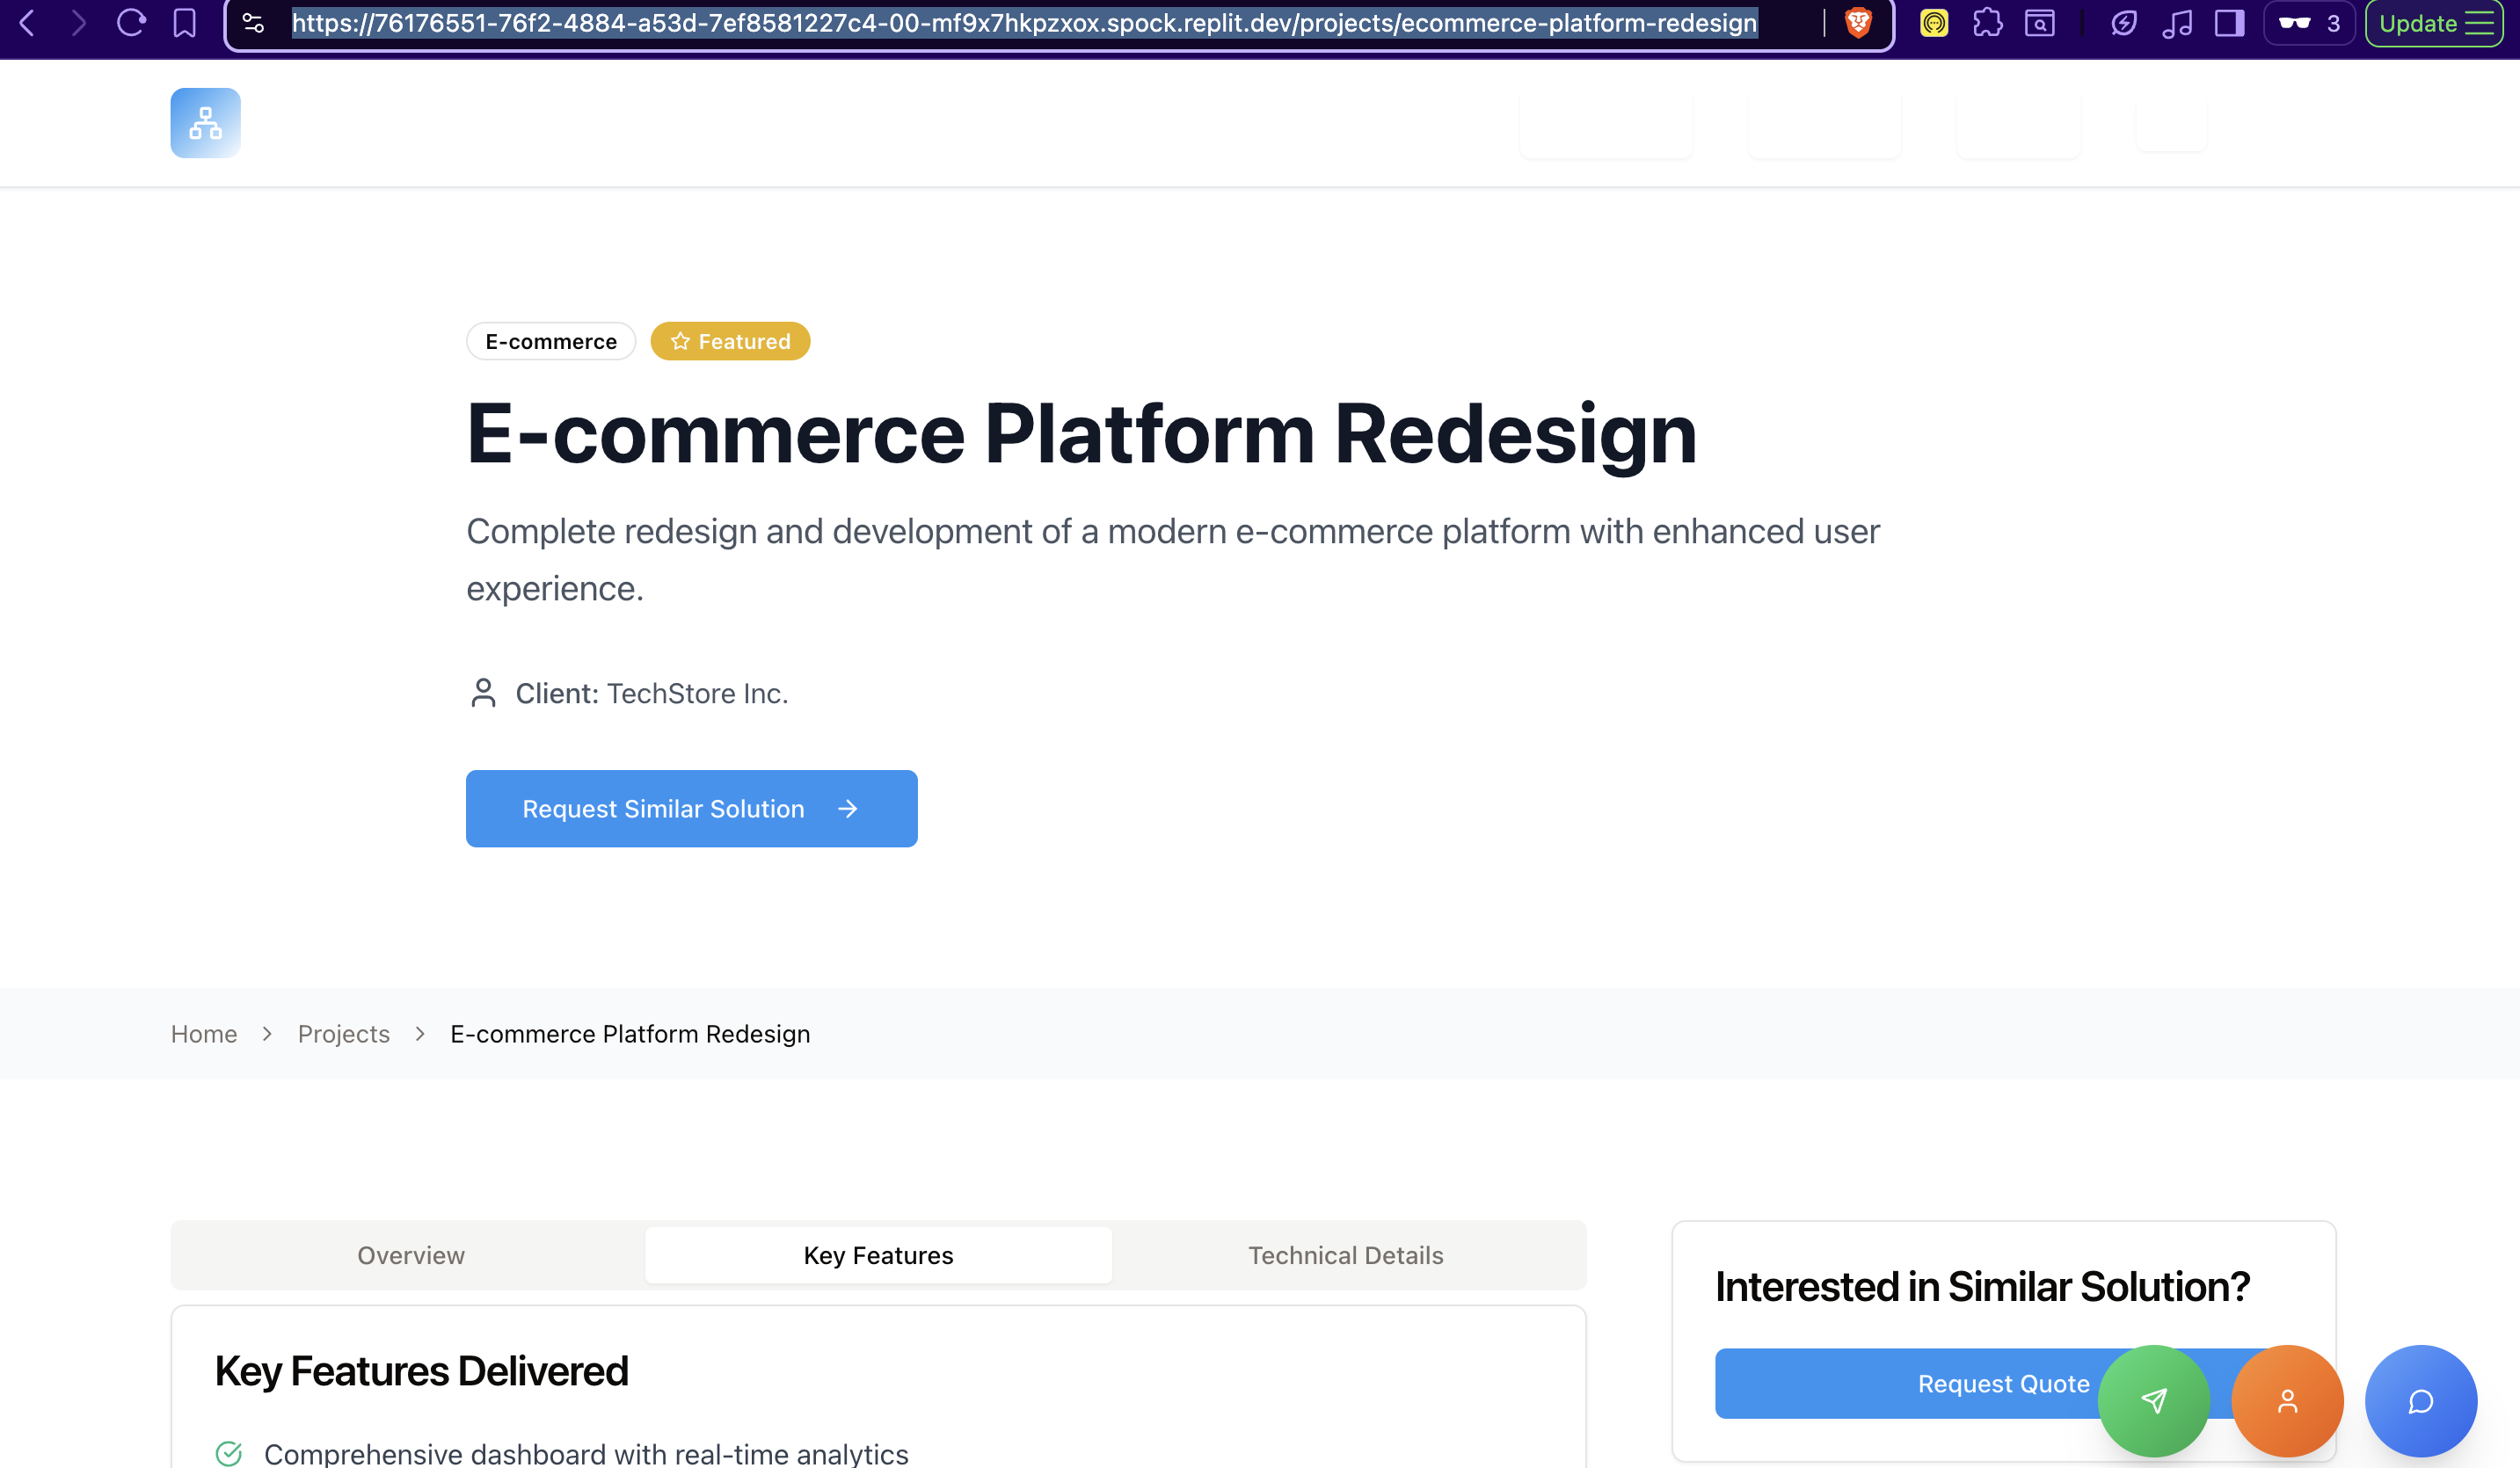 https://76176551-76f2-4884-a53d-7ef8581227c4-00-mf9x7hkpzxox.spock.replit.dev/projects/ecommerce-platform-redesign
3
Update
E-commerce
Featured
E-commerce Platform Redesign
Complete redesign and development of a modern e-commerce platform with enhanced user
experience.
Client: TechStore Inc.
Request Similar Solution
Home
Projects
E-commerce Platform Redesign
Overview
Key Features
Technical Details
Key Features Delivered
Comprehensive dashboard with real-time analytics
Interested in Similar Solution?
Request Quote